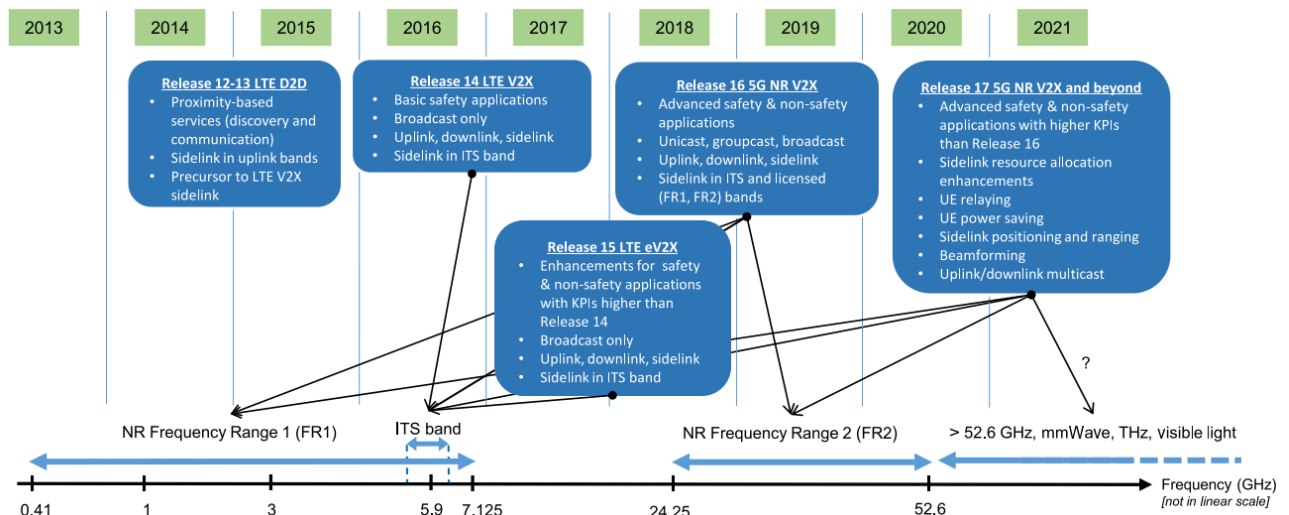 2013 2014 2015 2016 2017 2018 2019 2020 2021
Release 12-13 LTE D2D
• Proximity-based
services (discovery and
communication)
• Sidelink in uplink bands
• Precursor to LTE V2X
sidelink
Release 14 LTE V2X
• Basic safety applications
• Broadcast only
• Uplink, downlink, sidelink
• Sidelink in ITS band
Release 15 LTE eV2X
• Enhancements for safety
& non-safety applications
with KPIs higher than
Release 14
• Broadcast only
• Uplink, downlink, sidelink
• Sidelink in ITS band
Release 16 5G NR V2X
• Advanced safety & non-safety
applications
• Unicast, groupcast, broadcast
• Uplink, downlink, sidelink
• Sidelink in ITS and licensed
(FR1, FR2) bands
Release 17 5G NR V2X and beyond
• Advanced safety & non-safety
applications with higher KPIs
than Release 16
• Sidelink resource allocation
enhancements
• UE relaying
• UE power saving
• Sidelink positioning and ranging
• Beamforming
• Uplink/downlink multicast
?
NR Frequency Range 1 (FR1)
ITS band
NR Frequency Range 2 (FR2)
> 52.6 GHz, mmWave, THz, visible light
0.41 1 3 5.9 7.125 24.25 52.6
Frequency (GHz)
[not in linear scale]